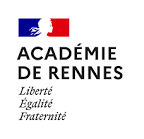 ACADÉMIE
DE RENNES
Liberté
Égalité
Fraternité